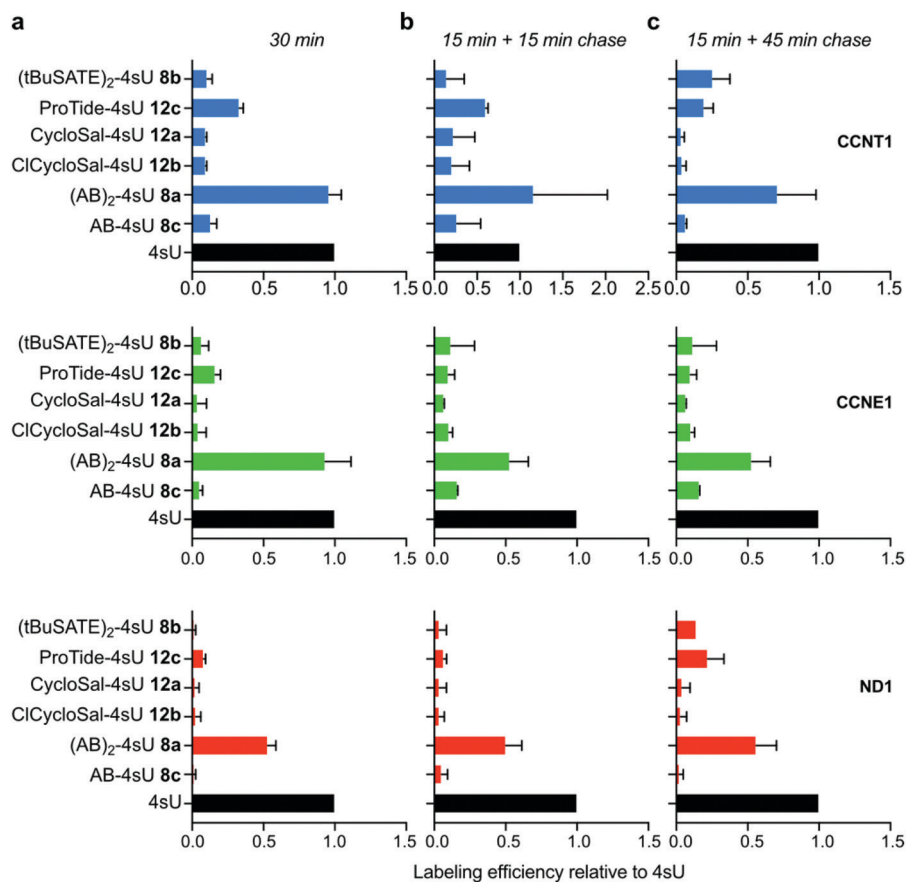 a b c
30 min 15 min + 15 min chase 15 min + 45 min chase
(tBuSATE)2-4sU 8b
ProTide-4sU 12c
CycloSal-4sU 12a
CCNT1
ClCycloSal-4sU 12b
(AB)2-4sU 8a
AB-4sU 8c
4sU
0.0 0.5 1.0 1.5 0.0 0.5 1.0 1.5 2.0 2.5 0.0 0.5 1.0 1.5
(tBuSATE)2-4sU 8b
ProTide-4sU 12c
CycloSal-4sU 12a
CCNE1
ClCycloSal-4sU 12b
(AB)2-4sU 8a
AB-4sU 8c
4sU
0.0 0.5 1.0 1.5 0.0 0.5 1.0 1.5 0.0 0.5 1.0 1.5
(tBuSATE)2-4sU 8b
ProTide-4sU 12c
CycloSal-4sU 12a
ND1
ClCycloSal-4sU 12b
(AB)2-4sU 8a
AB-4sU 8c
4sU
0.0 0.5 1.0 1.5 0.0 0.5 1.0 1.5 0.0 0.5 1.0 1.5
Labeling efficiency relative to 4sU